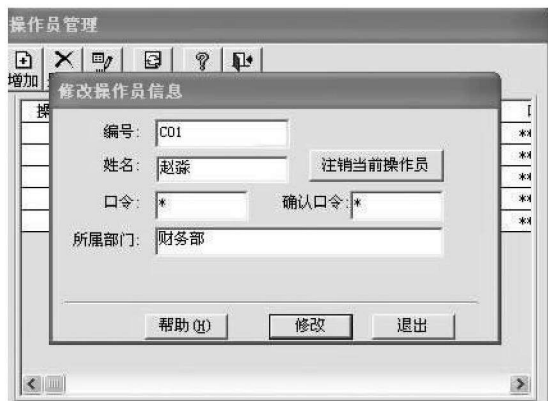 操作员管理
增加
修改操作员信息
操
编号: C01
**
姓名: 赵淼 注销当前操作员
**
**
口令: * 确认口令: *
**
所属部门: 财务部
**
帮助(H) 修改 退出